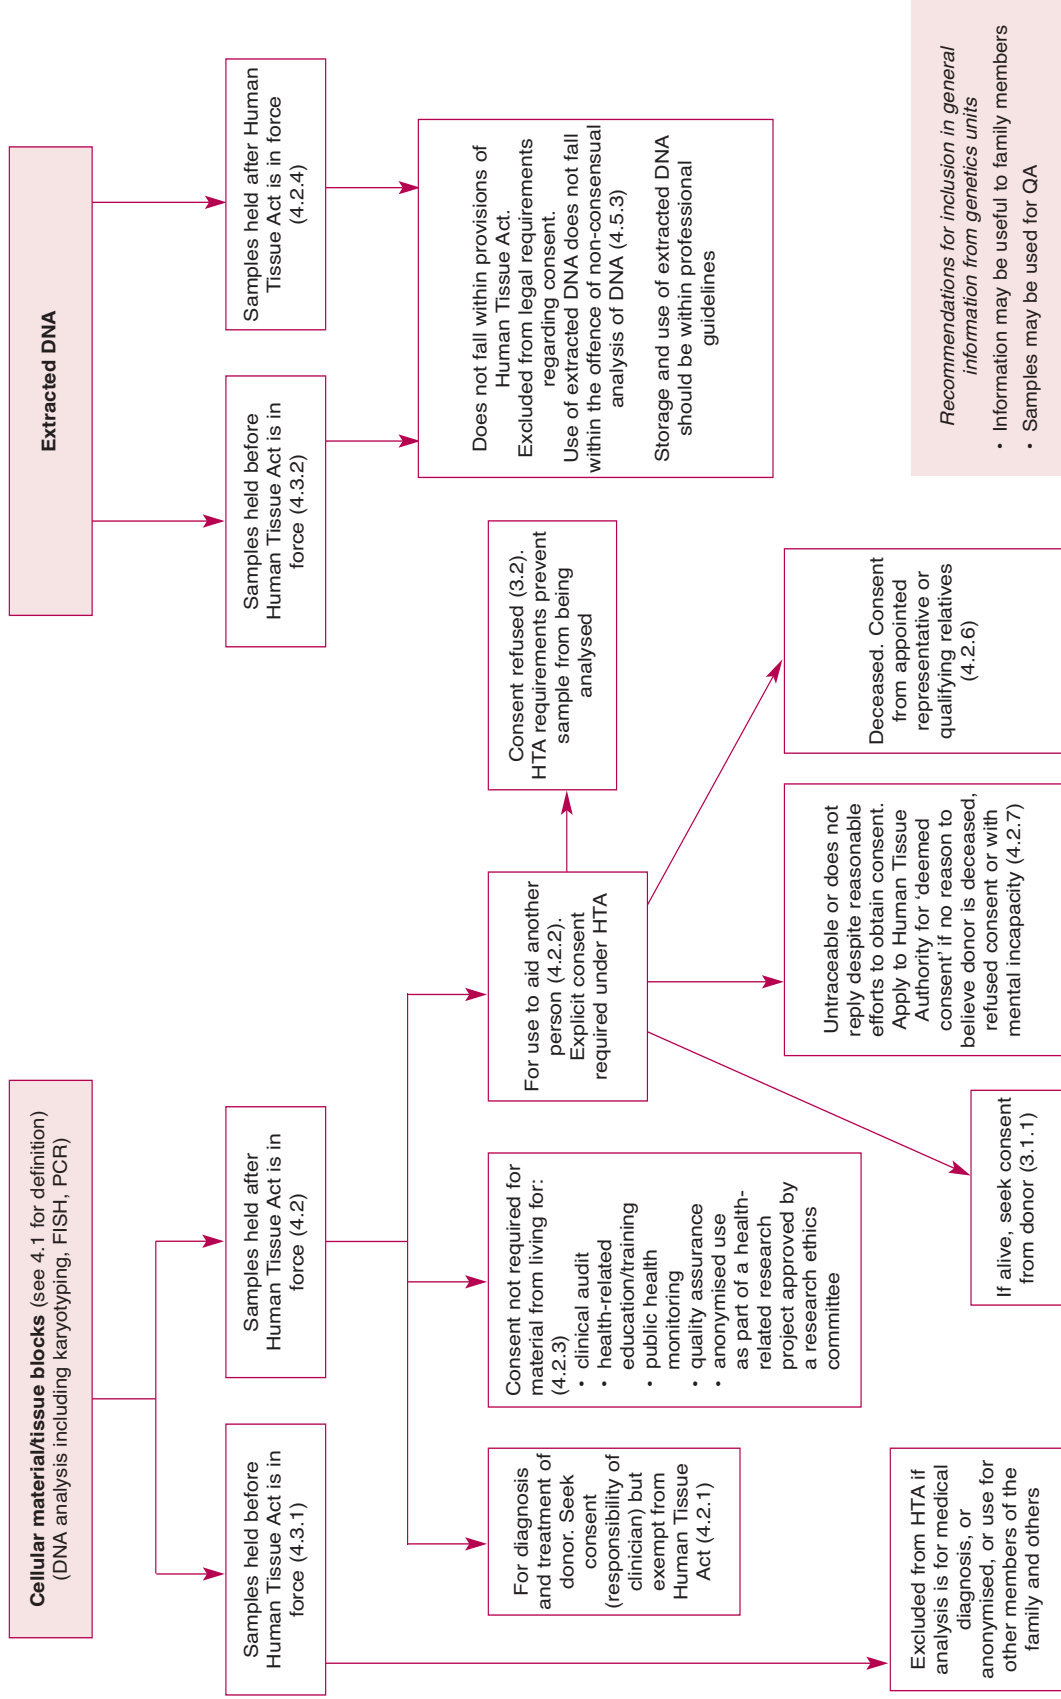 Cellular material/tissue blocks (see 4.1 for definition)
(DNA analysis including karyotyping, FISH, PCR)
Extracted DNA
Samples held before
Human Tissue Act is in
force (4.3.1)
Samples held after
Human Tissue Act is in
force (4.2)
Samples held before
Human Tissue Act is in
force (4.3.2)
Samples held after Human
Tissue Act is in force
(4.2.4)
For diagnosis
and treatment of
donor. Seek
consent
(responsibility of
clinician) but
exempt from
Human Tissue
Act (4.2.1)
Consent not required for
material from living for:
(4.2.3)
• clinical audit
• health-related
education/training
• public health
monitoring
• quality assurance
• anonymised use
as part of a health-
related research
project approved by
a research ethics
committee
For use to aid another
person (4.2.2).
Explicit consent
required under HTA
Consent refused (3.2).
HTA requirements prevent
sample from being
analysed
Does not fall within provisions of
Human Tissue Act.
Excluded from legal requirements
regarding consent.
Use of extracted DNA does not fall
within the offence of non-consensual
analysis of DNA (4.5.3)
Storage and use of extracted DNA
should be within professional
guidelines
Excluded from HTA if
analysis is for medical
diagnosis, or
anonymised, or use for
other members of the
family and others
If alive, seek consent
from donor (3.1.1)
Untraceable or does not
reply despite reasonable
efforts to obtain consent.
Apply to Human Tissue
Authority for ‘deemed
consent’ if no reason to
believe donor is deceased,
refused consent or with
mental incapacity (4.2.7)
Deceased. Consent
from appointed
representative or
qualifying relatives
(4.2.6)
Recommendations for inclusion in general
information from genetics units
• Information may be useful to family members
• Samples may be used for QA